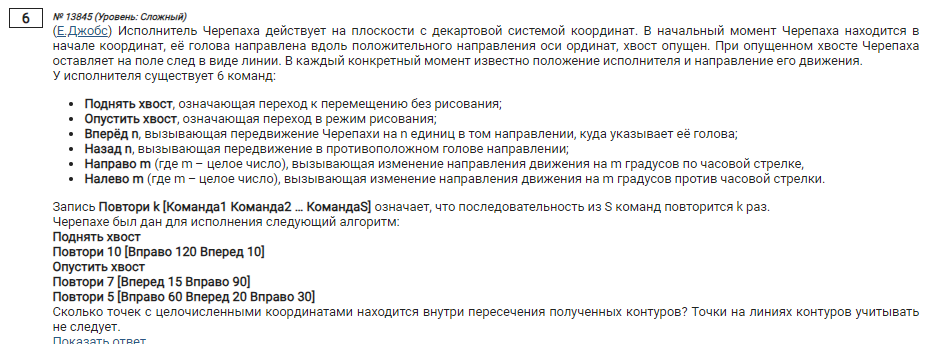 6
№ 13845 (Уровень: Сложный)
(Е.Джобс) Исполнитель Черепаха действует на плоскости с декартовой системой координат. В начальный момент Черепаха находится в
начале координат, её голова направлена вдоль положительного направления оси ординат, хвост опущен. При опущенном хвосте Черепаха
оставляет на поле след в виде линии. В каждый конкретный момент известно положение исполнителя и направление его движения.
У исполнителя существует 6 команд:
• Поднять хвост, означающая переход к перемещению без рисования;
• Опустить хвост, означающая переход в режим рисования;
• Вперёд n, вызывающая передвижение Черепахи на n единиц в том направлении, куда указывает её голова;
• Назад n, вызывающая передвижение в противоположном голове направлении;
• Направо m (где m – целое число), вызывающая изменение направления движения на m градусов по часовой стрелке,
• Налево m (где m – целое число), вызывающая изменение направления движения на m градусов против часовой стрелки.
Запись Повтори k [Команда1 Команда2 … КомандаS] означает, что последовательность из S команд повторится k раз.
Черепахе был дан для исполнения следующий алгоритм:
Поднять хвост
Повтори 10 [Вправо 120 Вперед 10]
Опустить хвост
Повтори 7 [Вперед 15 Вправо 90]
Повтори 5 [Вправо 60 Вперед 20 Вправо 30]
Сколько точек с целочисленными координатами находится внутри пересечения полученных контуров? Точки на линиях контуров учитывать
не следует.
Показать ответ